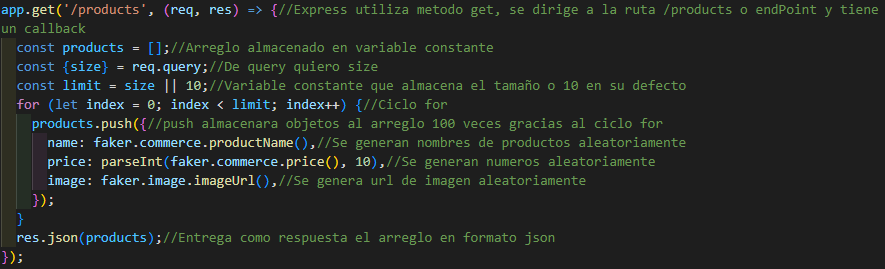 app.get('/products', (req, res) => {//Express utiliza metodo get, se dirige a la ruta /products o endPoint y tiene
un callback
  const products = [];//Arreglo almacenado en variable constante
  const {size} = req.query;//De query quiero size
  const limit = size || 10;//Variable constante que almacena el tamaño o 10 en su defecto
  for (let index = 0; index < limit; index++) {//Ciclo for
    products.push({//push almacenara objetos al arreglo 100 veces gracias al ciclo for
      name: faker.commerce.productName(),//Se generan nombres de productos aleatoriamente
      price: parseInt(faker.commerce.price(), 10),//Se generan numeros aleatoriamente
      image: faker.image.imageUrl(),//Se genera url de imagen aleatoriamente
    });
  }
  res.json(products);//Entrega como respuesta el arreglo en formato json
});